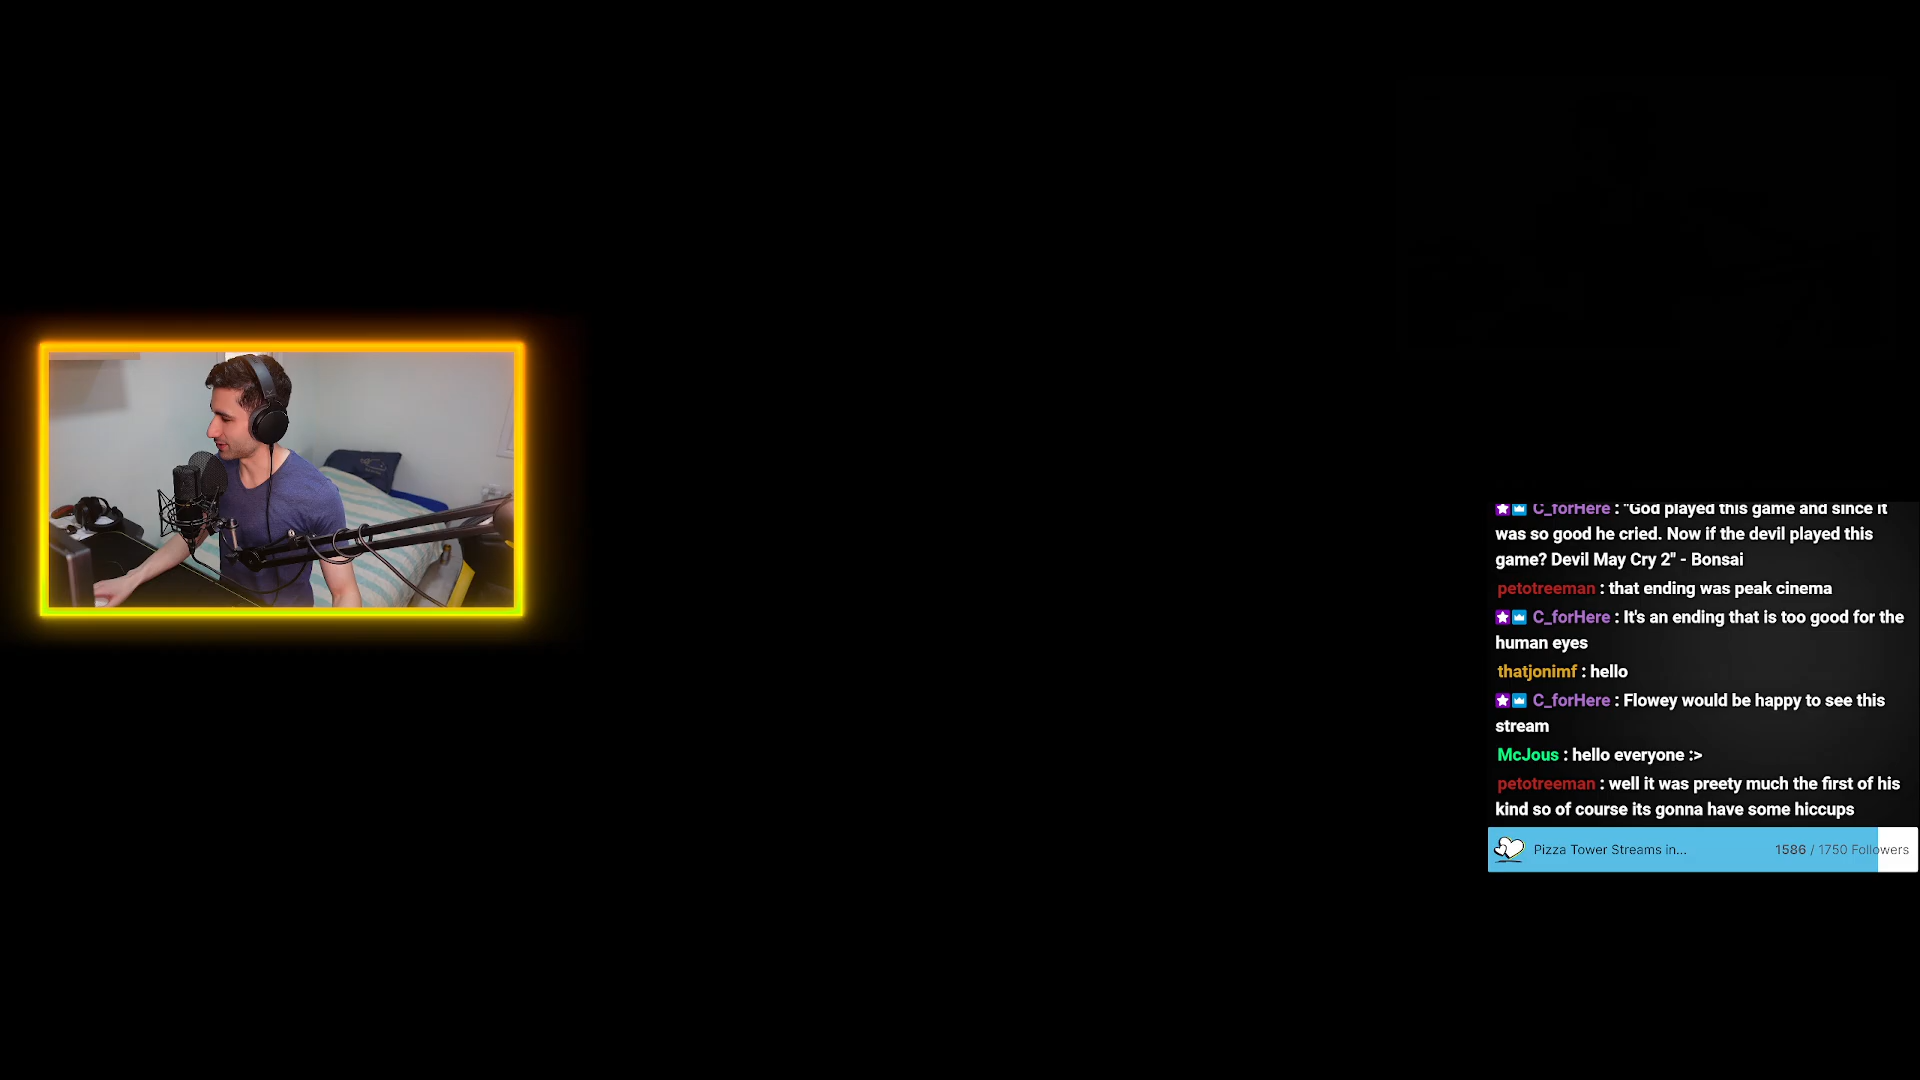 C_forHere : "God played this game and since it
was so good he cried. Now if the devil played this
game? Devil May Cry 2" - Bonsai
petotreeman : that ending was peak cinema
C_forHere : It's an ending that is too good for the
human eyes
thatjonimf : hello
C_forHere : Flowey would be happy to see this
stream
McJous : hello everyone :>
petotreeman : well it was preety much the first of his
kind so of course its gonna have some hiccups
Pizza Tower Streams in... 1586 / 1750 Followers